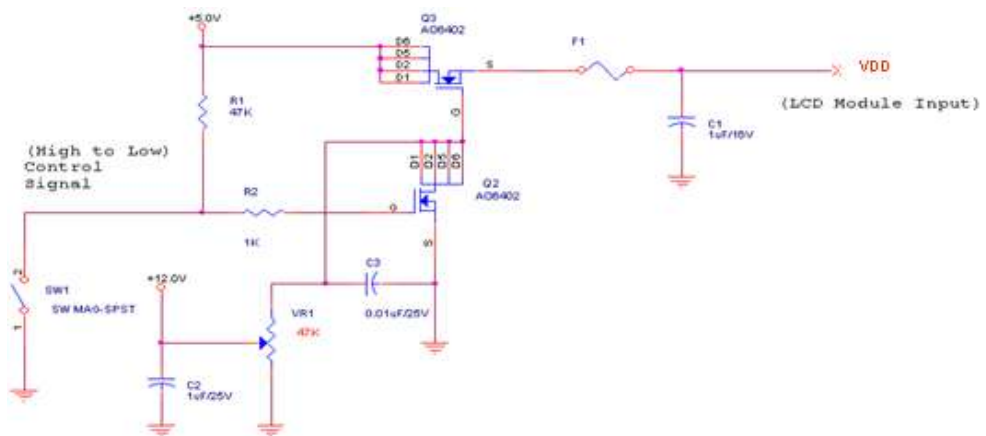 +5.0V
Q3
AO6402
D6
D5
D2
D1
S
G
F1
VDD
(LCD Module Input)
R1
47K
C1
1uF/16V
(High to Low)
Control
Signal
D1
D2
D5
D6
Q2
AO6402
R2
1K
G
S
2
SW1
SW MAG-SPST
1
+12.0V
C3
0.01uF/25V
VR1
47K
C2
1uF/25V